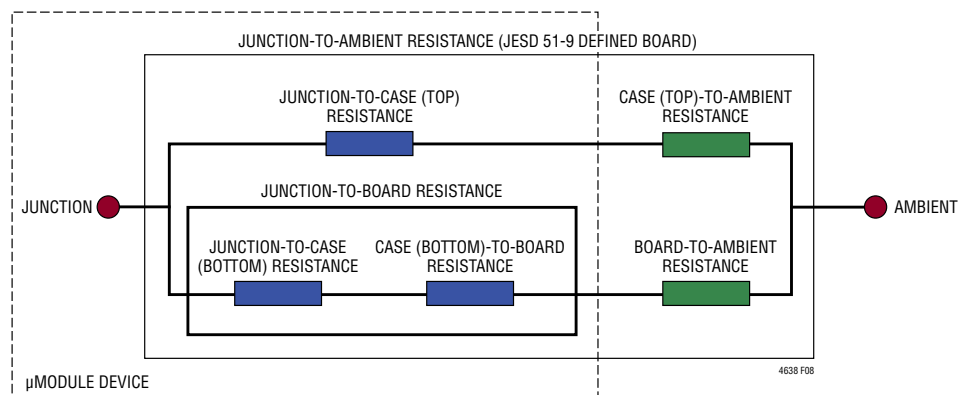 JUNCTION-TO-AMBIENT RESISTANCE (JESD 51-9 DEFINED BOARD)
JUNCTION-TO-CASE (TOP)
RESISTANCE
CASE (TOP)-TO-AMBIENT
RESISTANCE
JUNCTION-TO-BOARD RESISTANCE
JUNCTION
AMBIENT
JUNCTION-TO-CASE
(BOTTOM) RESISTANCE
CASE (BOTTOM)-TO-BOARD
RESISTANCE
BOARD-TO-AMBIENT
RESISTANCE
4638 F08
µMODULE DEVICE